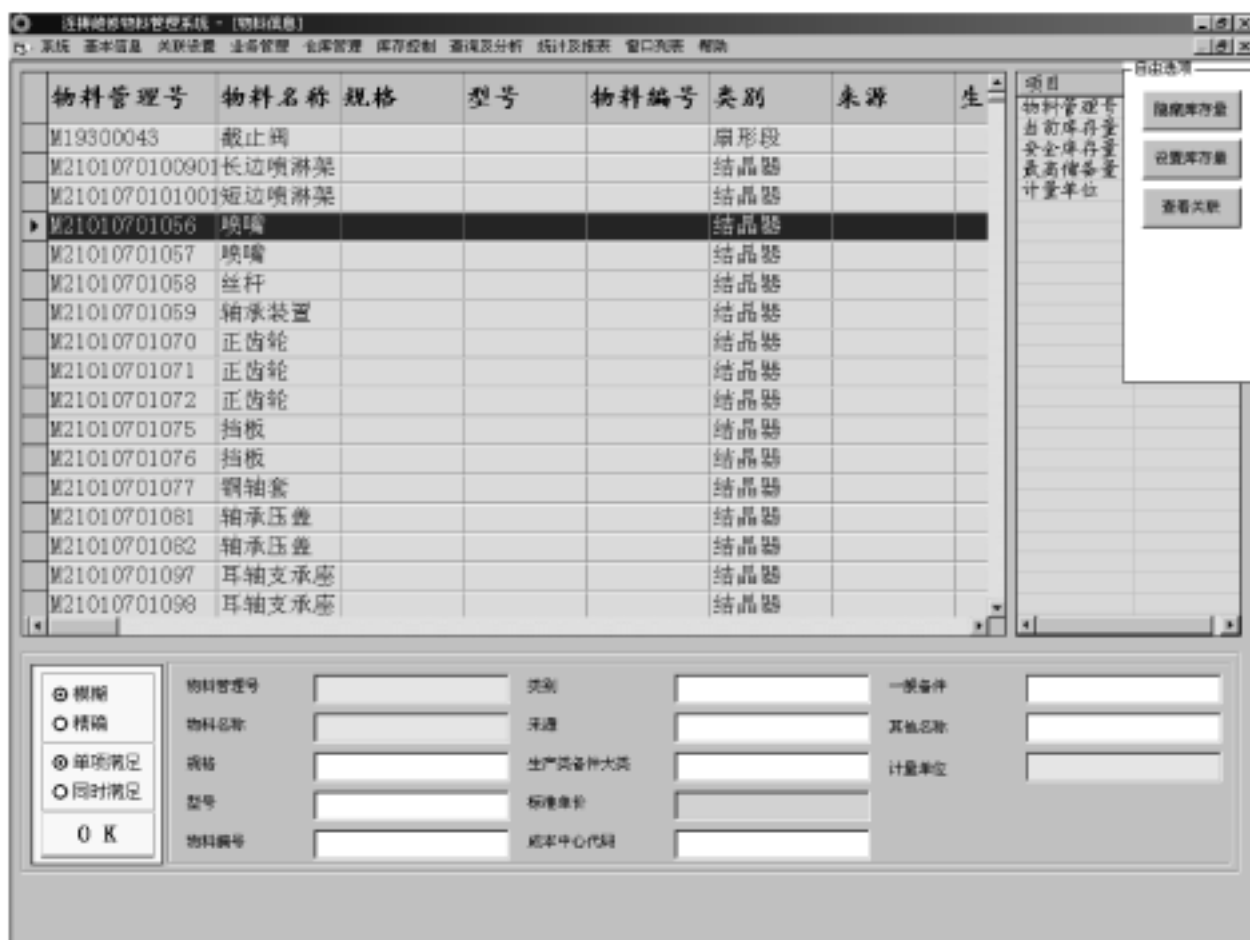 连铸维修物料管理系统 - [物料信息]
系统 基本信息 关联设置 业务管理 仓库管理 库存控制 查询及分析 统计及报表 窗口列表 帮助
物料管理号 物料名称 规格 型号 物料编号 类别 来源 生
M19300043 截止阀 扇形段
M2101070100901 长边喷淋架 结晶器
M2101070101001 短边喷淋架 结晶器
M21010701056 喷嘴 结晶器
M21010701057 喷嘴 结晶器
M21010701058 丝杆 结晶器
M21010701059 轴承装置 结晶器
M21010701070 正齿轮 结晶器
M21010701071 正齿轮 结晶器
M21010701072 正齿轮 结晶器
M21010701075 挡板 结晶器
M21010701076 挡板 结晶器
M21010701077 铜轴套 结晶器
M21010701081 轴承压盖 结晶器
M21010701082 轴承压盖 结晶器
M21010701097 耳轴支承座 结晶器
M21010701098 耳轴支承座 结晶器
项目
物料管理号
当前库存量
安全库存量
最高储备量
计量单位
自由选项
隐藏库存量
设置库存量
查看关联
模糊
精确
单项满足
同时满足
O K
物料管理号 类别 一般备件
物料名称 来源 其他名称
规格 生产类备件大类 计量单位
型号 标准单价
物料编号 成本中心代码